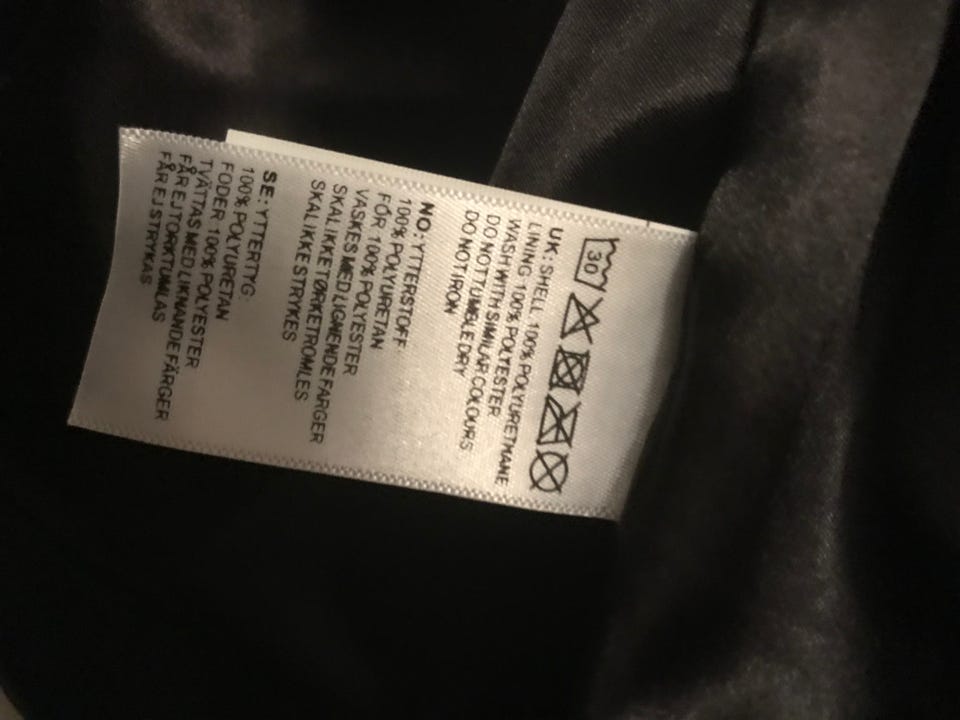 30
UK: SHELL 100% POLYURETHANE
LINING 100% POLYESTER
WASH WITH SIMILAR COLOURS
DO NOT TUMBLE DRY
DO NOT IRON
NO: YTTERSTOFF:
100% POLYURETAN
FÓR 100% POLYESTER
VASKES MED LIGNENDE FARGER
SKAL IKKE TØRKETROMLES
SKAL IKKE STRYKES
SE: YTTERTYG:
100% POLYURETAN
FODER 100% POLYESTER
TVÄTTAS MED LIKNANDE FÄRGER
FÅR EJ TORKTUMLAS
FÅR EJ STRYKAS